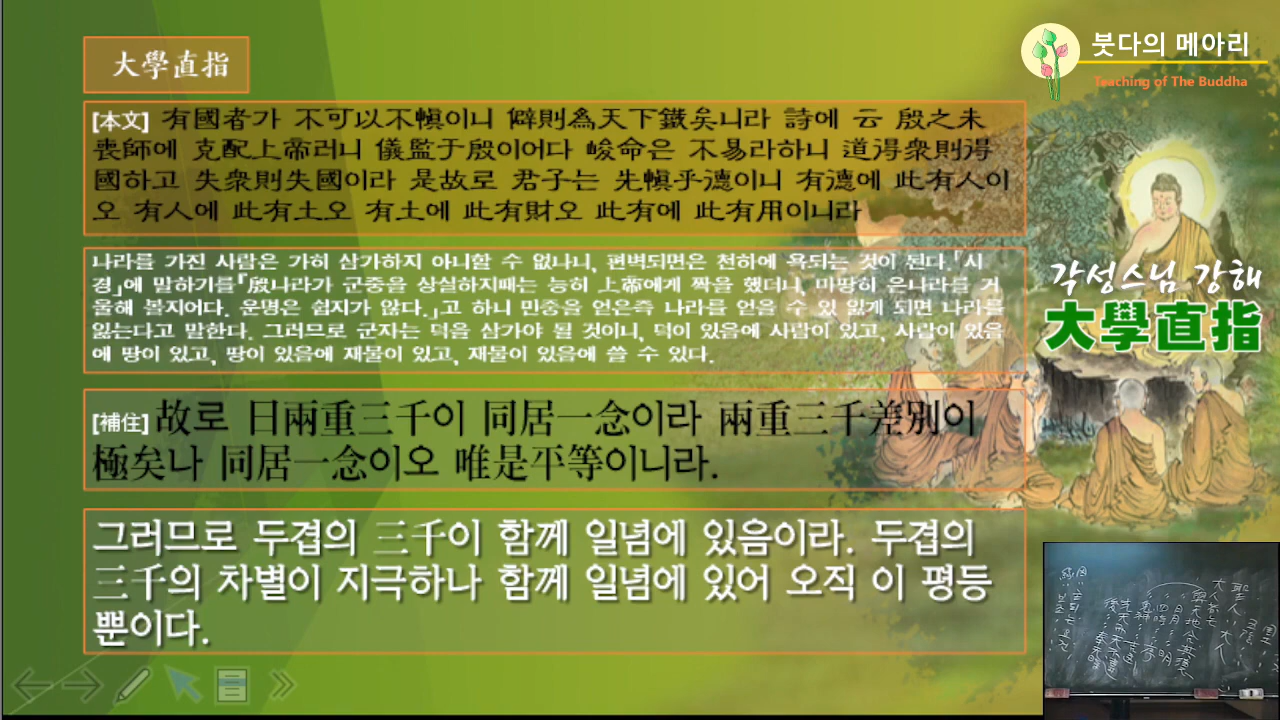 大學直指
[本文] 有國者가 不可以不愼이니 僻則為天下䥫矣니라 詩에 云 殷之未
喪師에 克配上帝러니 儀監于殷이어다 峻命은 不易라하니 道得衆則得
國하고 失衆則失國이라 是故로 君子는 先愼乎德이니 有德에 此有人이
오 有人에 此有土오 有土에 此有財오 此有에 此有用이니라
나라를 가진 사람은 가히 삼가하지 아니할 수 없나니, 편벽되면은 천하에 욕되는 것이 된다.「시
경」에 말하기를「殷나라가 군중을 상실하지때는 능히 上帝에게 짝을 했더니, 마땅히 은나라를 거
울해 볼지어다. 운명은 쉽지가 않다.」고 하니 만중을 얻은즉 나라를 얻을 수 있 잃게 되면 나라를
잃는다고 말한다. 그러므로 군자는 덕을 삼가야 될 것이니, 덕이 있음에 사람이 있고, 사람이 있음
에 땅이 있고, 땅이 있음에 재물이 있고, 재물이 있음에 쓸 수 있다.
[補住] 故로 曰兩重三千이 同居一念이라 兩重三千差別이
極矣나 同居一念이오 唯是平等이니라.
그러므로 두겹의 三千이 함께 일념에 있음이라. 두겹의
三千의 차별이 지극하나 함께 일념에 있어 오직 이 평등
뿐이다.
붓다의 메아리
Teaching of The Buddha
각성스님 강해
大學直指